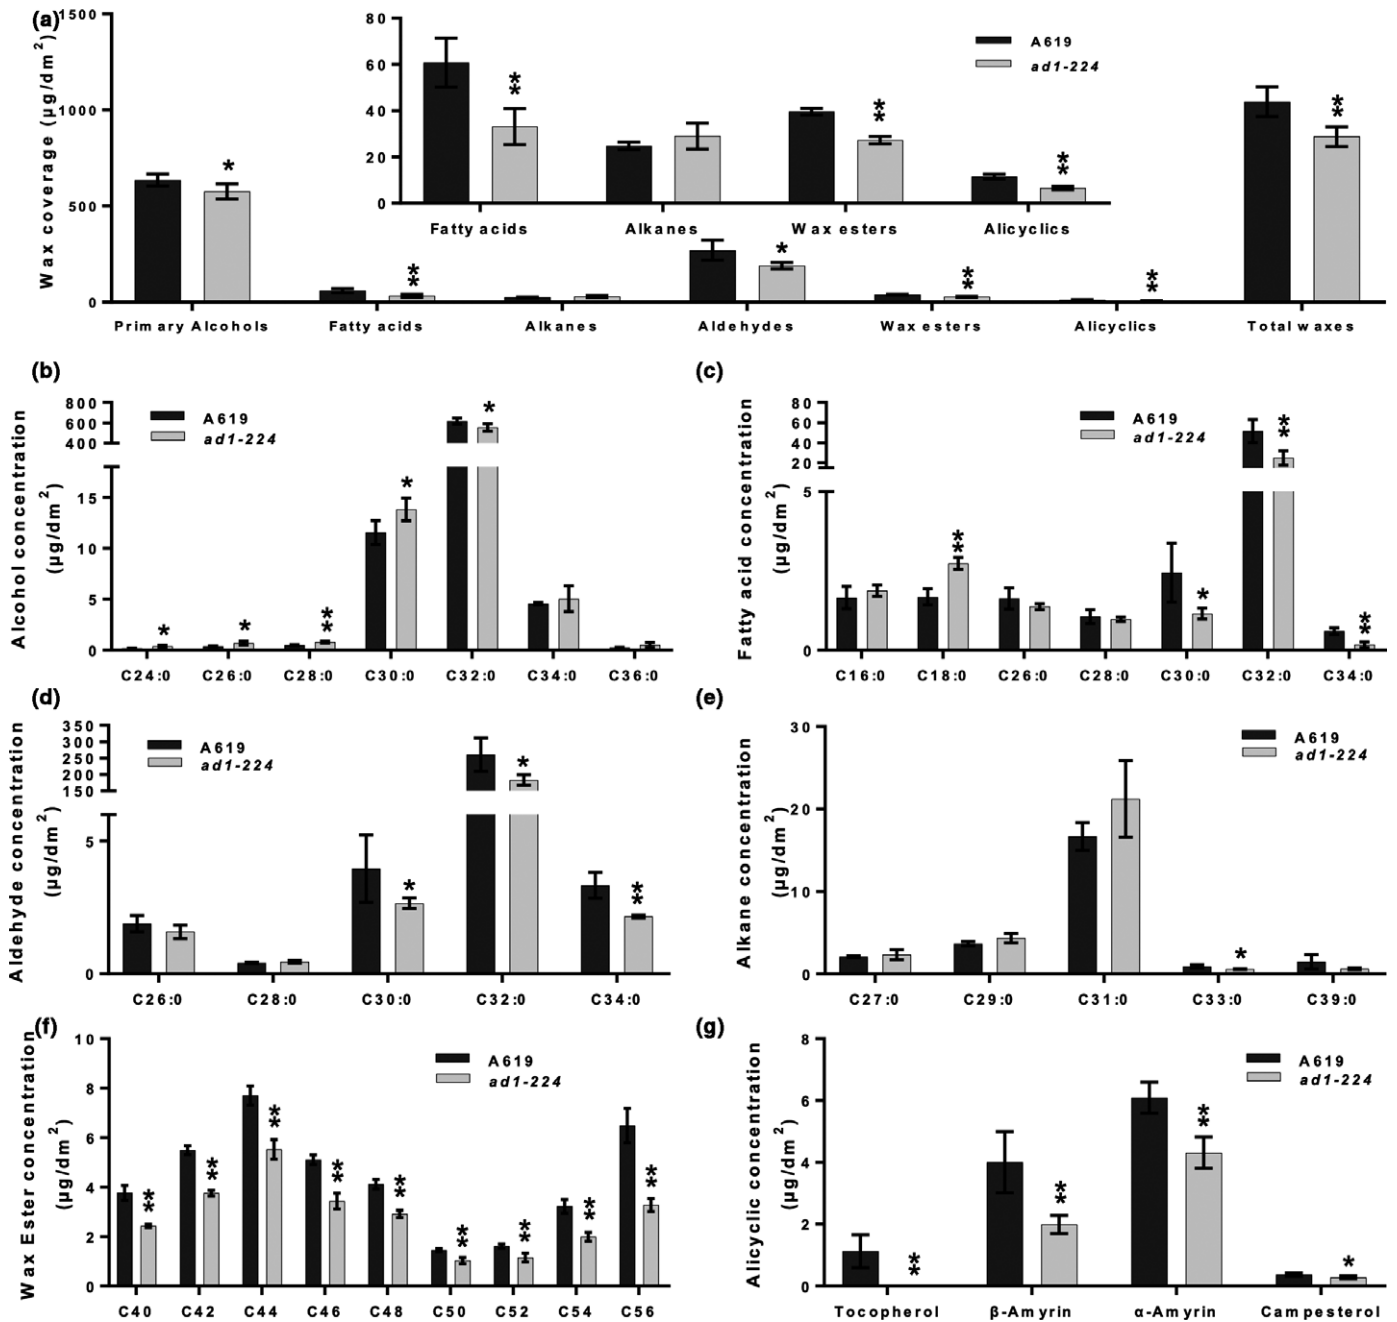 (a)
Wax coverage (µg/dm²)
1500
1000
500
0
80
60
40
20
0
A619
ad1-224
**
**
**
Fatty acids Alkanes Wax esters Alicyclics
*
**
*
**
**
**
Primary Alcohols Fatty acids Alkanes Aldehydes Wax esters Alicyclics Total waxes
(b)
Alcohol concentration
(µg/dm²)
800
600
400
15
10
5
0
A619
ad1-224
*
*
**
*
*
C24:0 C26:0 C28:0 C30:0 C32:0 C34:0 C36:0
(c)
Fatty acid concentration
(µg/dm²)
80
60
40
20
5
0
A619
ad1-224
**
*
**
**
C16:0 C18:0 C26:0 C28:0 C30:0 C32:0 C34:0
(d)
Aldehyde concentration
(µg/dm²)
350
300
250
200
150
5
0
A619
ad1-224
*
*
**
C26:0 C28:0 C30:0 C32:0 C34:0
(e)
Alkane concentration
(µg/dm²)
30
20
10
0
A619
ad1-224
*
C27:0 C29:0 C31:0 C33:0 C39:0
(f)
Wax Ester concentration
(µg/dm²)
10
8
6
4
2
0
A619
ad1-224
**
**
**
**
**
**
**
**
**
C40 C42 C44 C46 C48 C50 C52 C54 C56
(g)
Alicyclic concentration
(µg/dm²)
8
6
4
2
0
A619
ad1-224
**
**
**
*
Tocopherol β-Amyrin α-Amyrin Campesterol